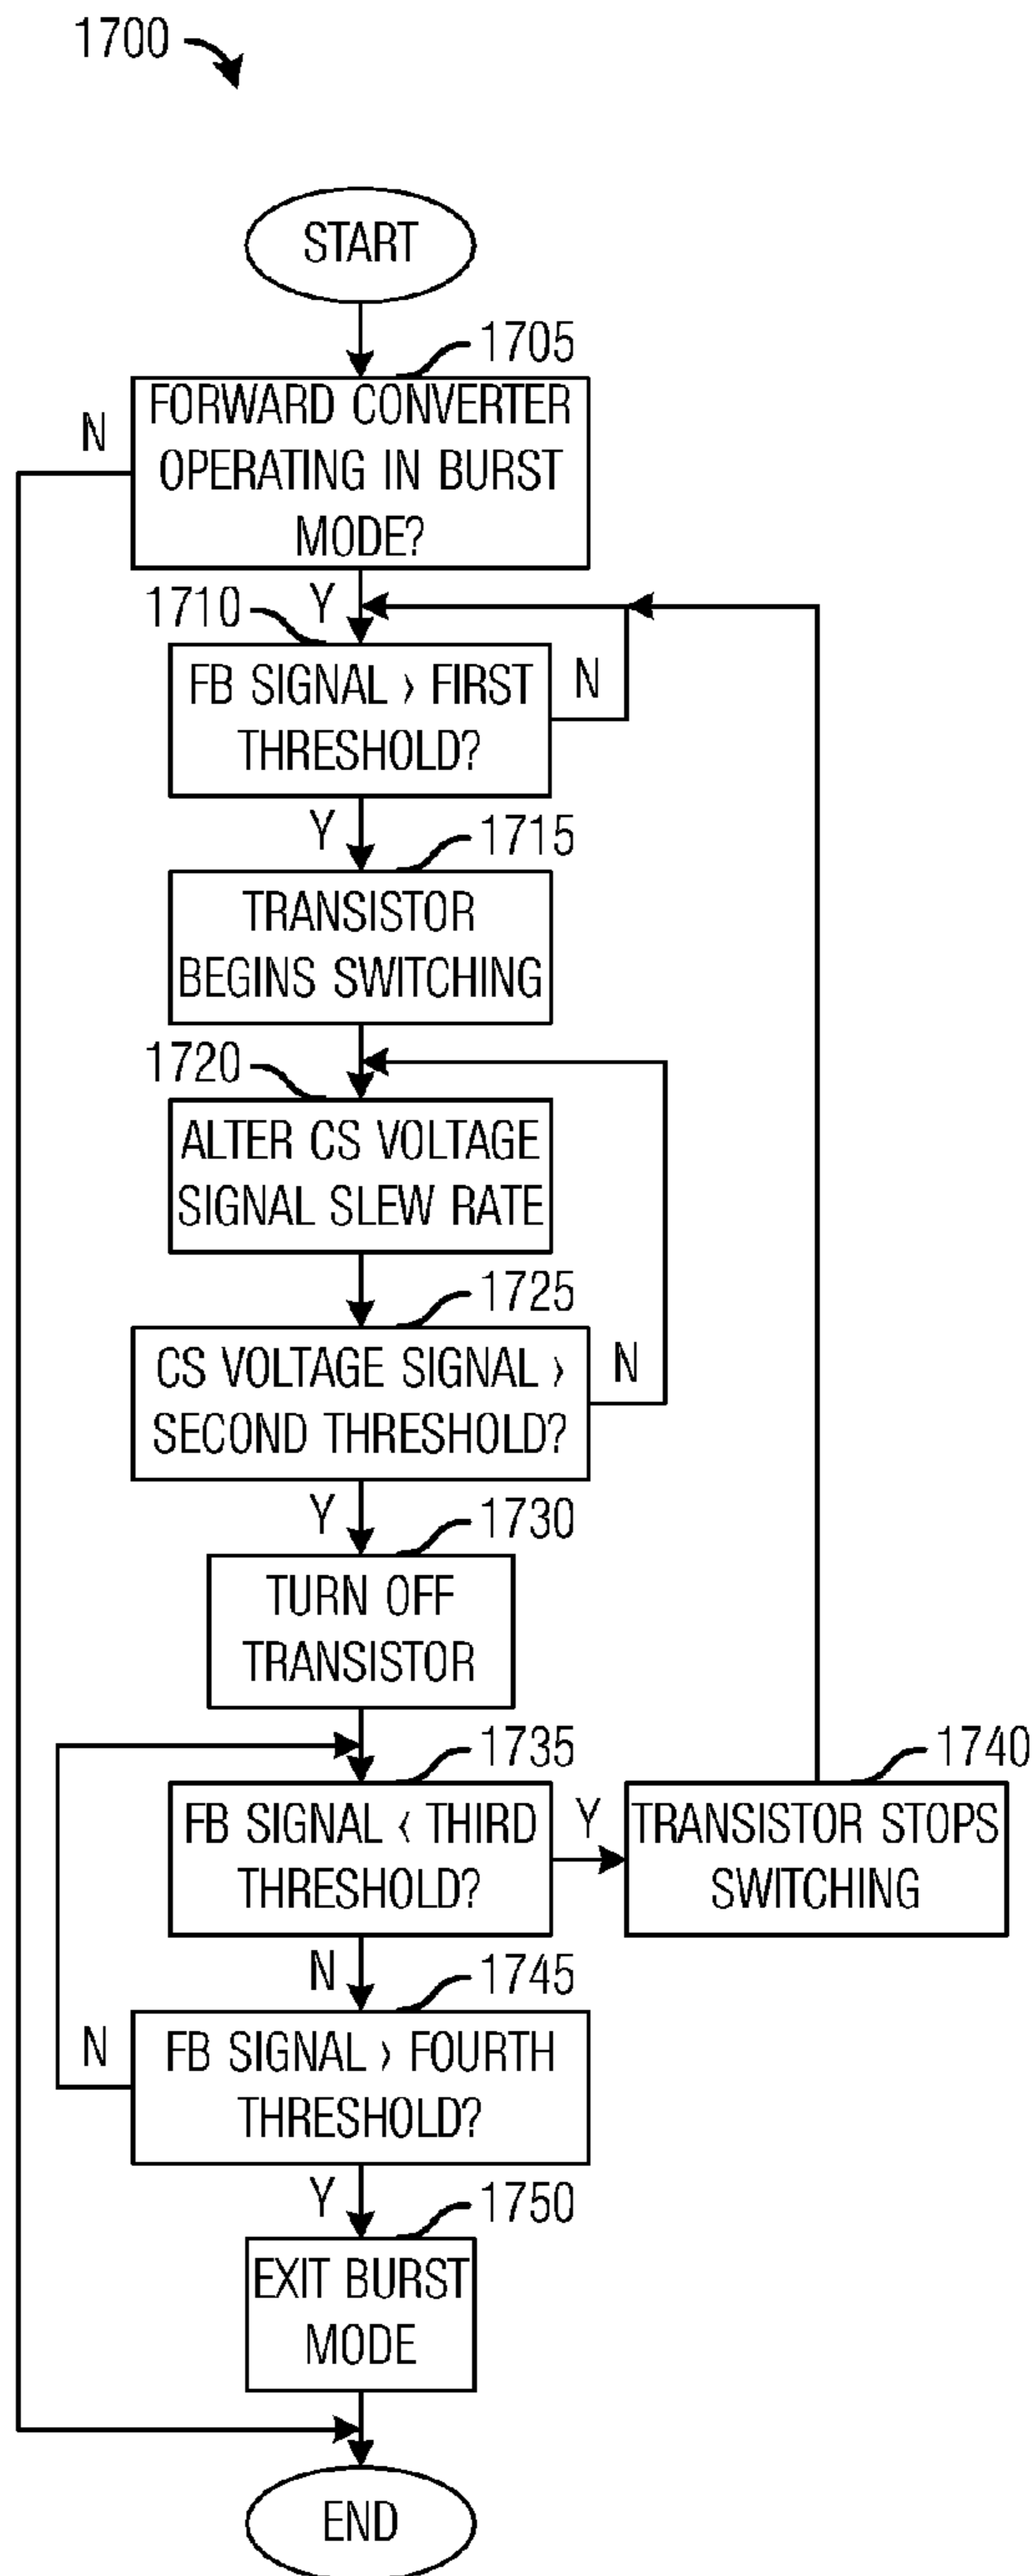 1700
START
1705
N
FORWARD CONVERTER
OPERATING IN BURST
MODE?
1710
Y
FB SIGNAL > FIRST
THRESHOLD?
N
Y
1715
TRANSISTOR
BEGINS SWITCHING
1720
ALTER CS VOLTAGE
SIGNAL SLEW RATE
1725
CS VOLTAGE SIGNAL >
SECOND THRESHOLD?
N
Y
1730
TURN OFF
TRANSISTOR
1735
FB SIGNAL < THIRD
THRESHOLD?
Y
1740
TRANSISTOR STOPS
SWITCHING
N
1745
N
FB SIGNAL > FOURTH
THRESHOLD?
Y
1750
EXIT BURST
MODE
END